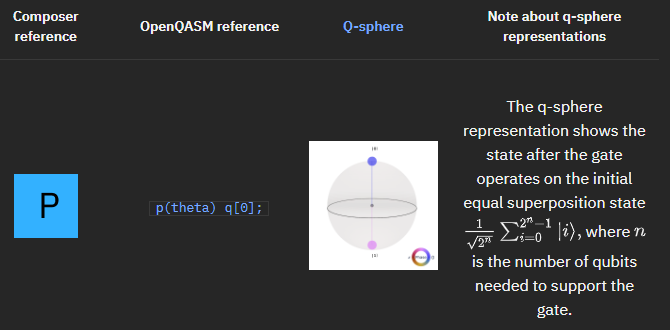 Composer reference
OpenQASM reference
Q-sphere
Note about q-sphere representations
P
p(theta) q[0];
|0⟩
|1⟩
The q-sphere
representation shows the
state after the gate
operates on the initial
equal superposition state
$\frac{1}{\sqrt{2^n}} \sum_{i=0}^{2^n-1} |i\rangle$, where $n$
is the number of qubits
needed to support the
gate.